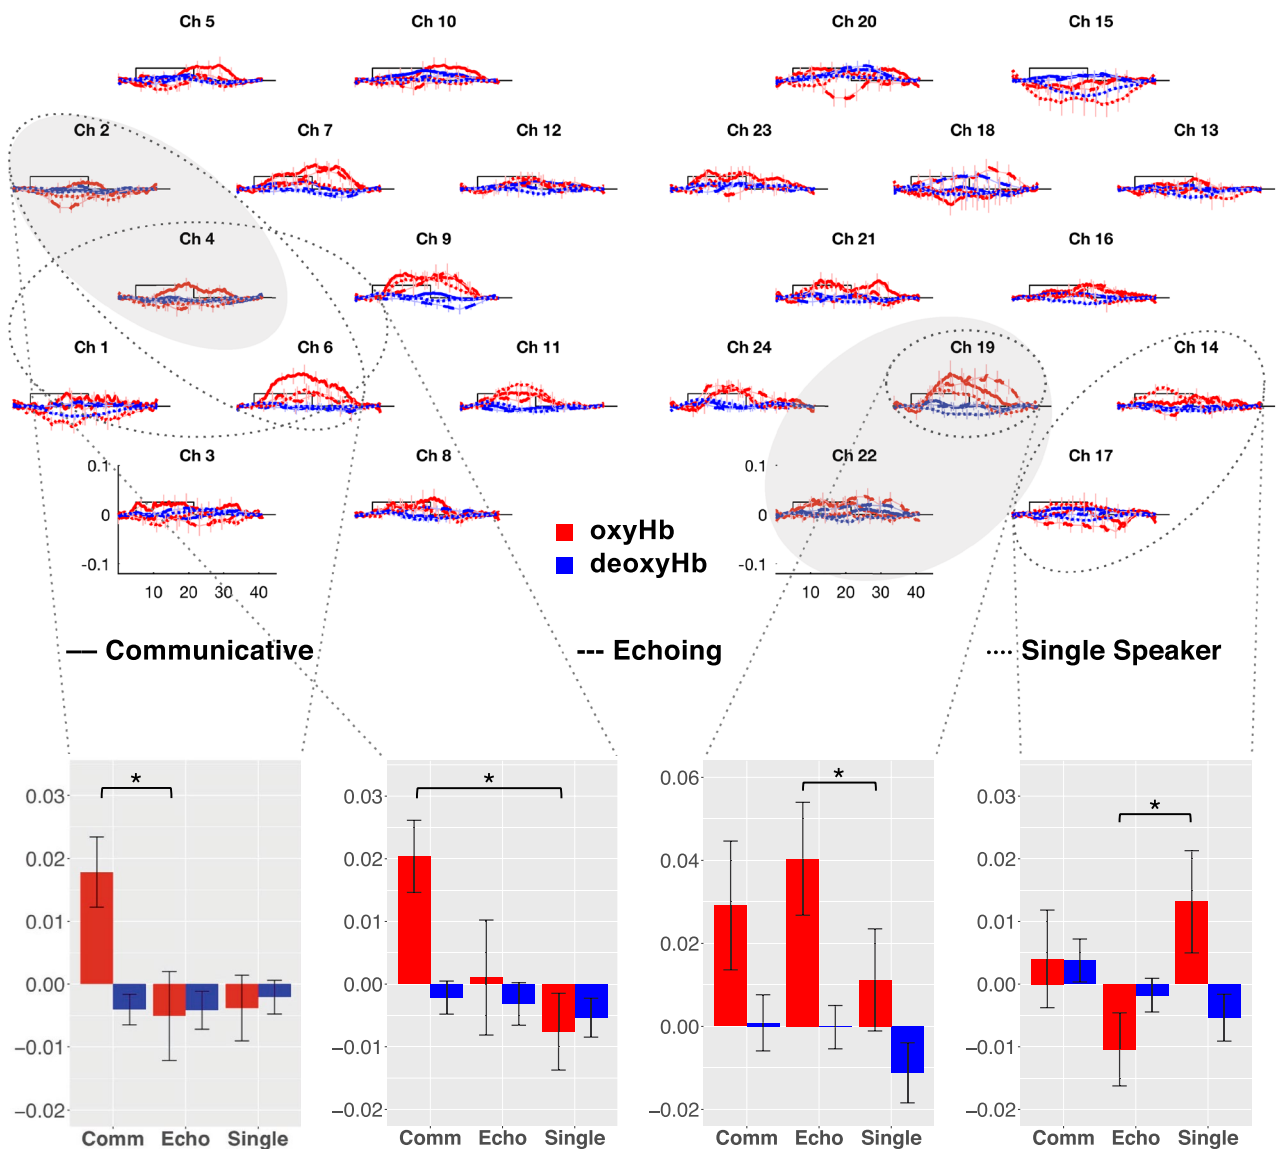 Ch 5 Ch 10 Ch 20 Ch 15
Ch 2 Ch 7 Ch 12 Ch 23 Ch 18 Ch 13
Ch 4 Ch 9 Ch 21 Ch 16
Ch 1 Ch 6 Ch 11 Ch 24 Ch 19 Ch 14
Ch 3 Ch 8 Ch 22 Ch 17
0.1 0.1
0 0
-0.1 -0.1
10 20 30 40 10 20 30 40
oxyHb
deoxyHb
— Communicative --- Echoing .... Single Speaker
* * * *
0.03 0.03 0.06 0.03
0.02 0.02 0.04 0.02
0.01 0.01 0.02 0.01
0.00 0.00 0.00 0.00
−0.01 −0.01 −0.02 −0.01
−0.02 −0.02 −0.02
Comm Echo Single Comm Echo Single Comm Echo Single Comm Echo Single